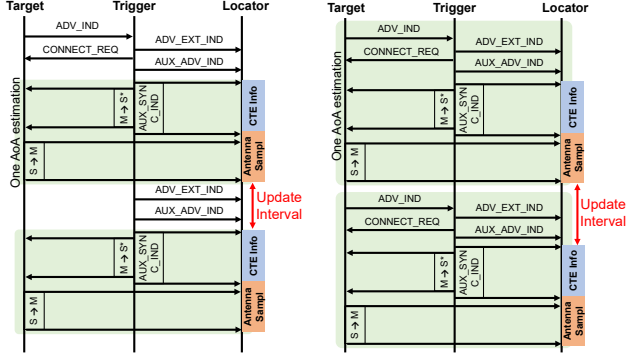 Target
Trigger
Locator
ADV_IND
CONNECT_REQ
ADV_EXT_IND
AUX_ADV_IND
One AoA estimation
M → S*
AUX_SYN
C_IND
CTE Info
S → M
Antenna
Sampl
Update
Interval
ADV_EXT_IND
AUX_ADV_IND
M → S*
AUX_SYN
C_IND
CTE Info
S → M
Antenna
Sampl
Target
Trigger
Locator
ADV_IND
CONNECT_REQ
ADV_EXT_IND
AUX_ADV_IND
One AoA estimation
M → S*
AUX_SYN
C_IND
CTE Info
S → M
Antenna
Sampl
Update
Interval
ADV_IND
CONNECT_REQ
ADV_EXT_IND
AUX_ADV_IND
M → S*
AUX_SYN
C_IND
CTE Info
S → M
Antenna
Sampl